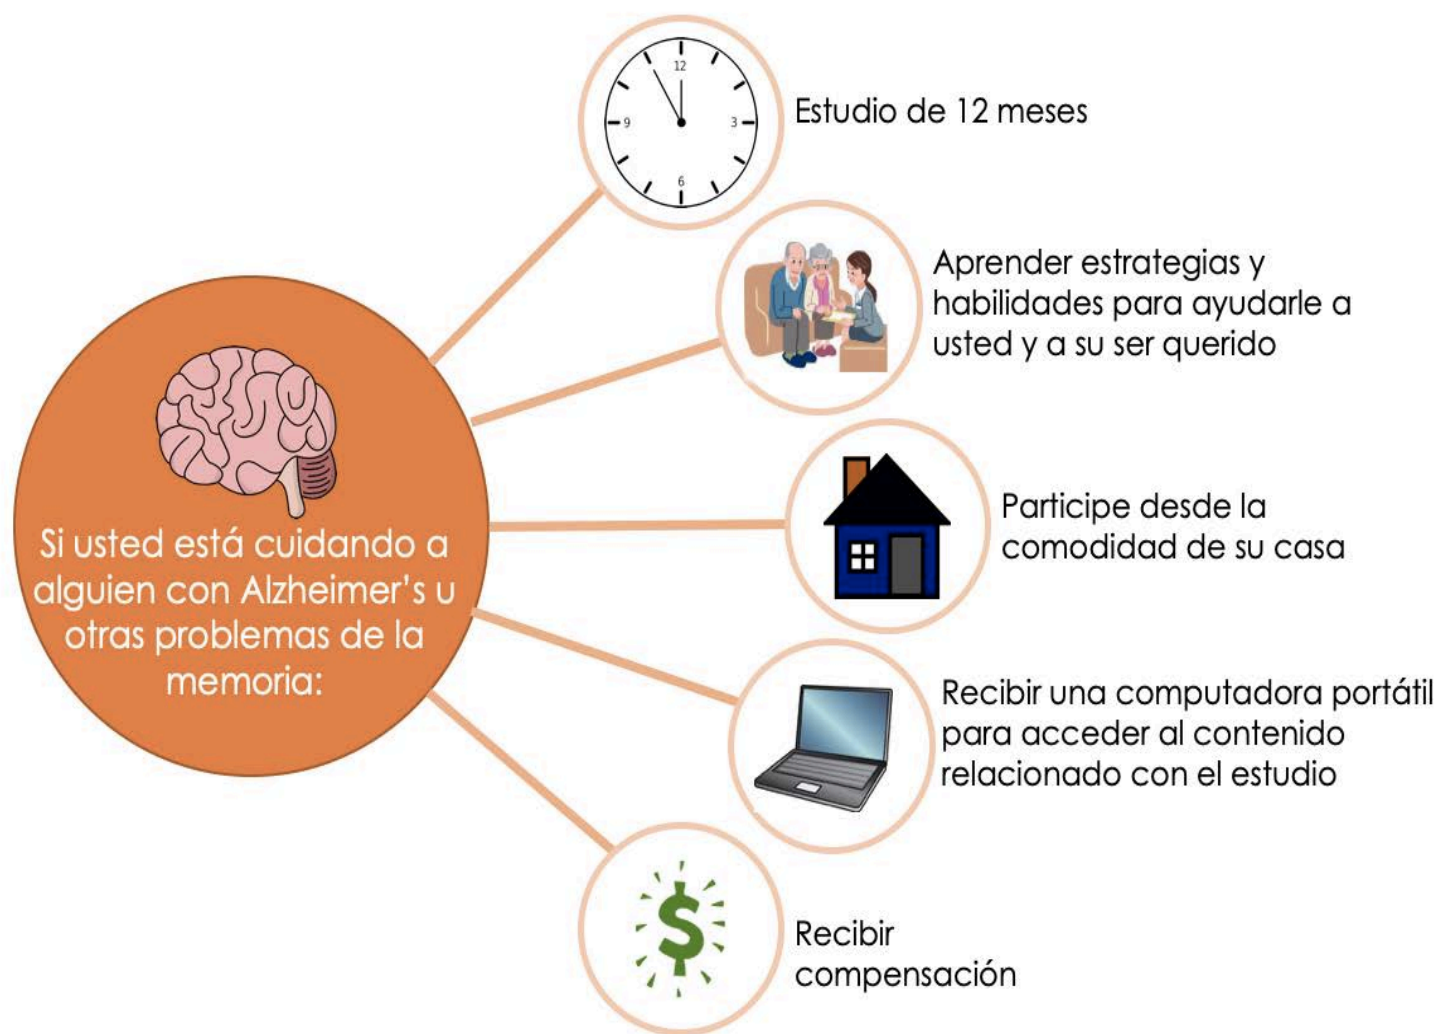 12
3
6
9
Estudio de 12 meses
Aprender estrategias y
habilidades para ayudarle a
usted y a su ser querido
Si usted está cuidando a
alguien con Alzheimer's u
otras problemas de la
memoria:
Participe desde la
comodidad de su casa
Recibir una computadora portátil
para acceder al contenido
relacionado con el estudio
$
Recibir
compensación